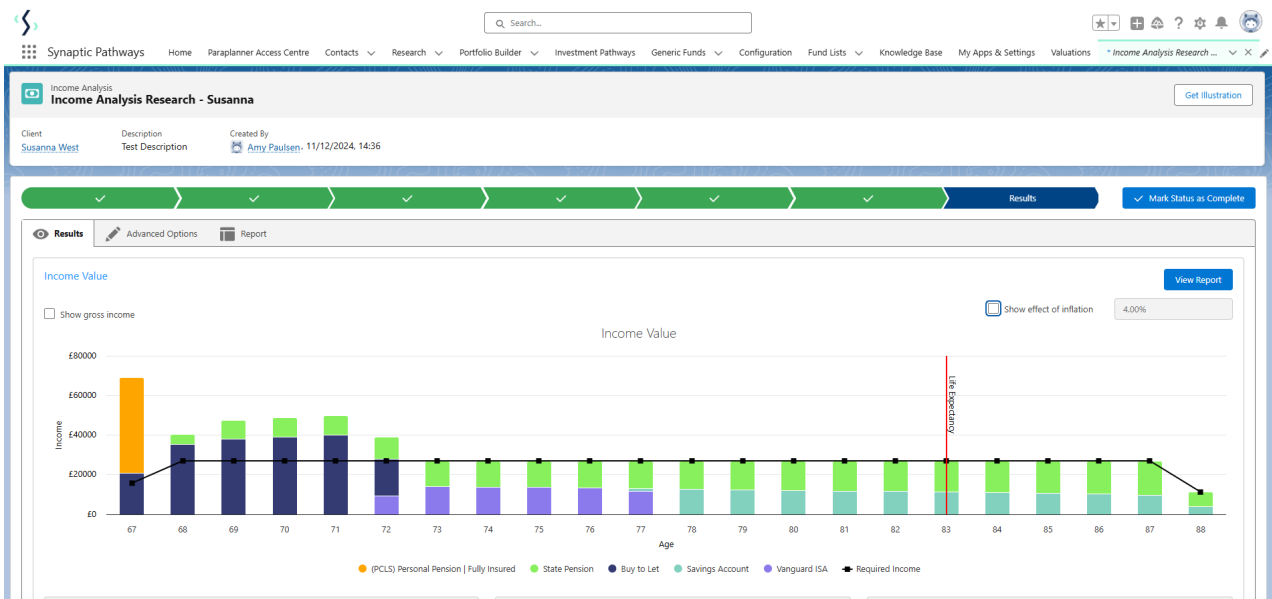 Search...
Synaptic Pathways
Home
Paraplanner Access Centre
Contacts
Research
Portfolio Builder
Investment Pathways
Generic Funds
Configuration
Fund Lists
Knowledge Base
My Apps & Settings
Valuations
* Income Analysis Research ...
Income Analysis
Income Analysis Research - Susanna
Get Illustration
Client
Description
Created By
Susanna West
Test Description
Amy Paulsen, 11/12/2024, 14:36
Results
Mark Status as Complete
Results
Advanced Options
Report
Income Value
View Report
Show gross income
Show effect of inflation
4.00%
Income Value
£80000
£60000
£40000
£20000
£0
Income
Life Expectancy
67 68 69 70 71 72 73 74 75 76 77 78 79 80 81 82 83 84 85 86 87 88
Age
(PCLS) Personal Pension | Fully Insured
State Pension
Buy to Let
Savings Account
Vanguard ISA
Required Income